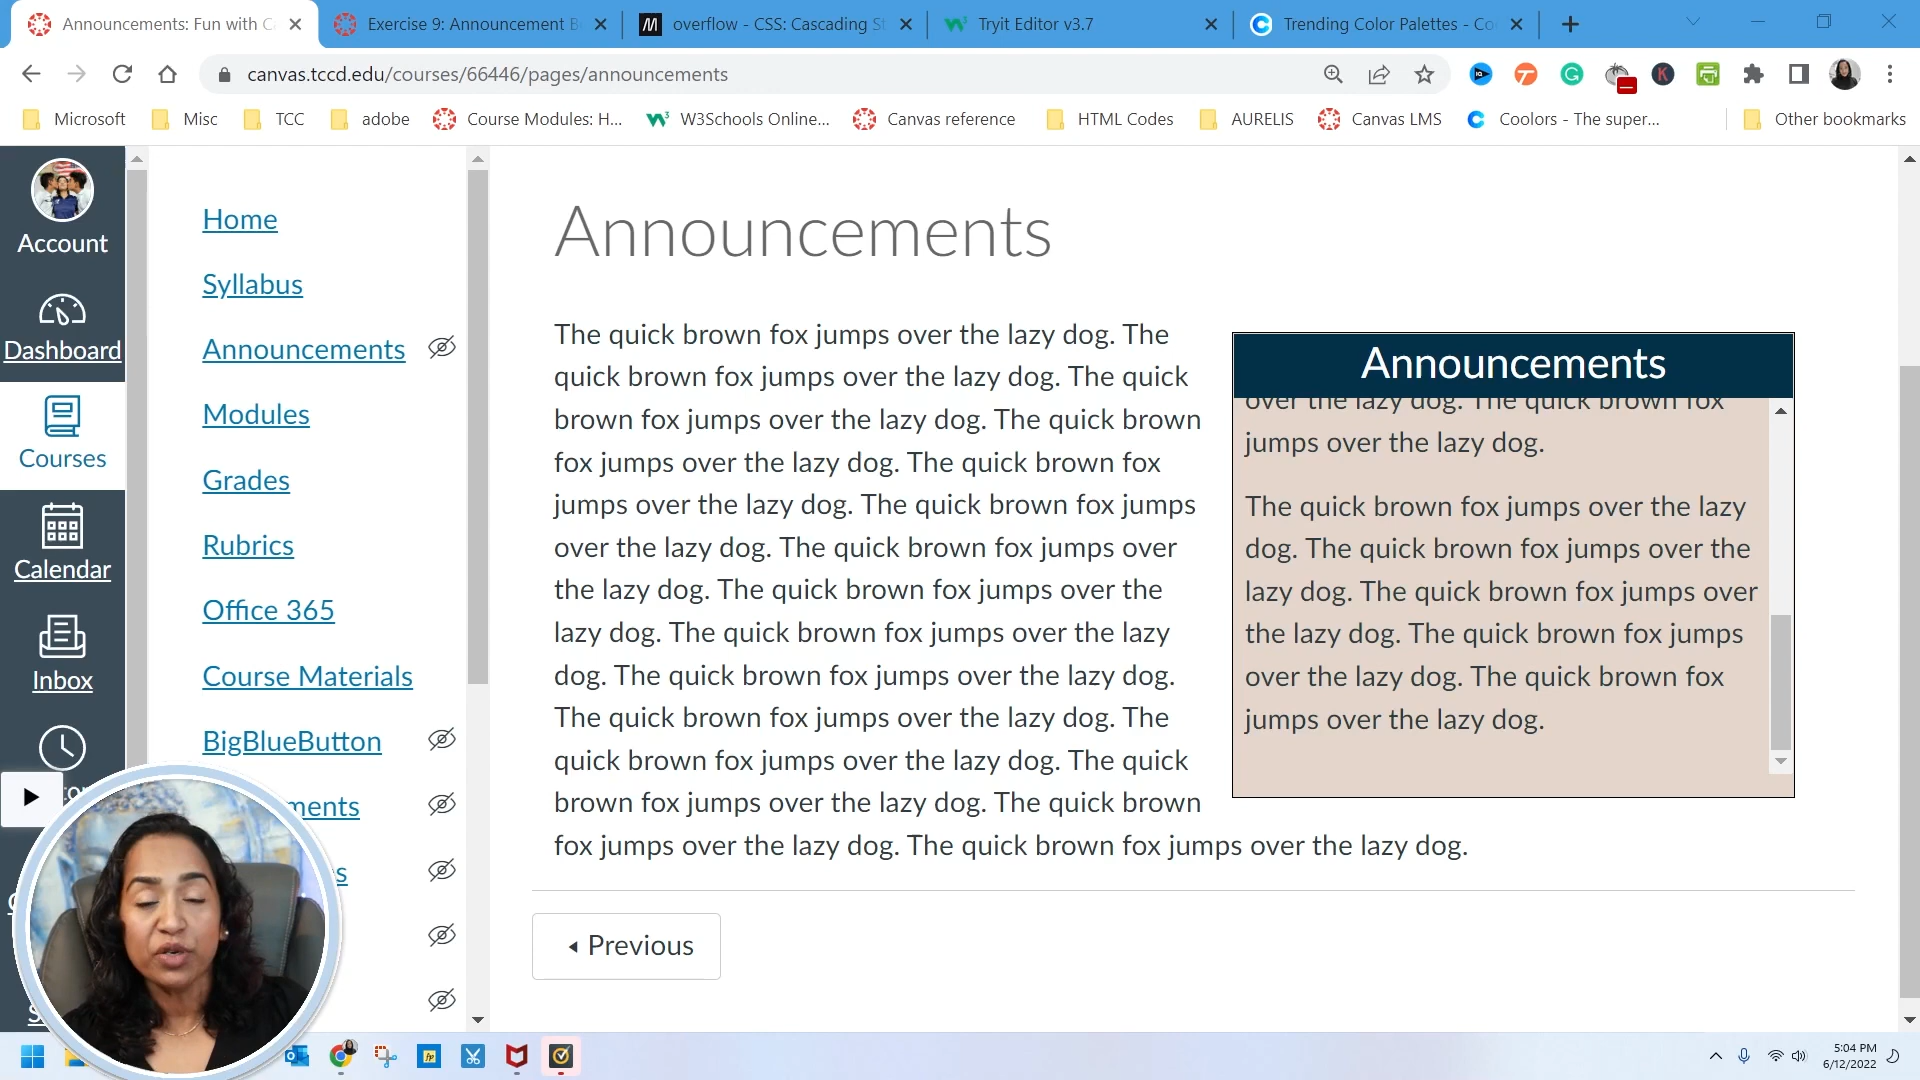 Announcements: Fun with C
Exercise 9: Announcement B
overflow - CSS: Cascading St
Tryit Editor v3.7
Trending Color Palettes - Co
canvas.tccd.edu/courses/66446/pages/announcements
Microsoft
Misc
TCC
adobe
Course Modules: H...
W3Schools Online...
Canvas reference
HTML Codes
AURELIS
Canvas LMS
Coolors - The super...
Other bookmarks
Account
Dashboard
Courses
Calendar
Inbox
Home
Syllabus
Announcements
Modules
Grades
Rubrics
Office 365
Course Materials
BigBlueButton
ments
s
Announcements
The quick brown fox jumps over the lazy dog. The
quick brown fox jumps over the lazy dog. The quick
brown fox jumps over the lazy dog. The quick brown
fox jumps over the lazy dog. The quick brown fox
jumps over the lazy dog. The quick brown fox jumps
over the lazy dog. The quick brown fox jumps over
the lazy dog. The quick brown fox jumps over the
lazy dog. The quick brown fox jumps over the lazy
dog. The quick brown fox jumps over the lazy dog.
The quick brown fox jumps over the lazy dog. The
quick brown fox jumps over the lazy dog. The quick
brown fox jumps over the lazy dog. The quick brown
fox jumps over the lazy dog. The quick brown fox jumps over the lazy dog.
Announcements
over the lazy dog. The quick brown fox
jumps over the lazy dog.
The quick brown fox jumps over the lazy
dog. The quick brown fox jumps over the
lazy dog. The quick brown fox jumps over
the lazy dog. The quick brown fox jumps
over the lazy dog. The quick brown fox
jumps over the lazy dog.
Previous
5:04 PM
6/12/2022